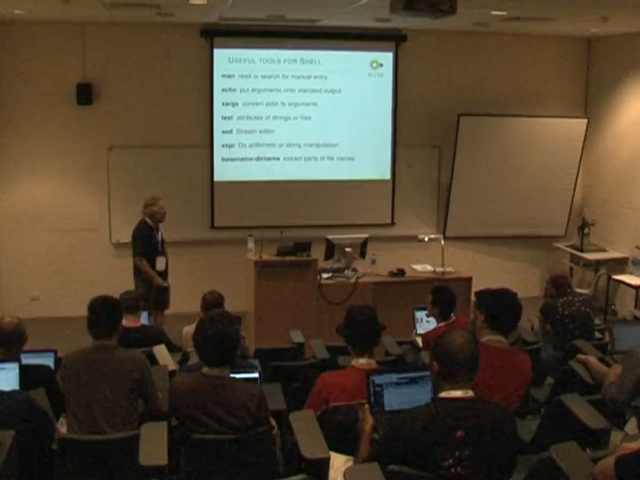 USEFUL TOOLS FOR SHELL
man read or search for manual entry
echo put arguments onto standard output
xargs convert stdin to arguments
test attributes of strings or files
sed Stream editor
expr Do arithmetic or string manipulation
basename/dirname extract parts of file names